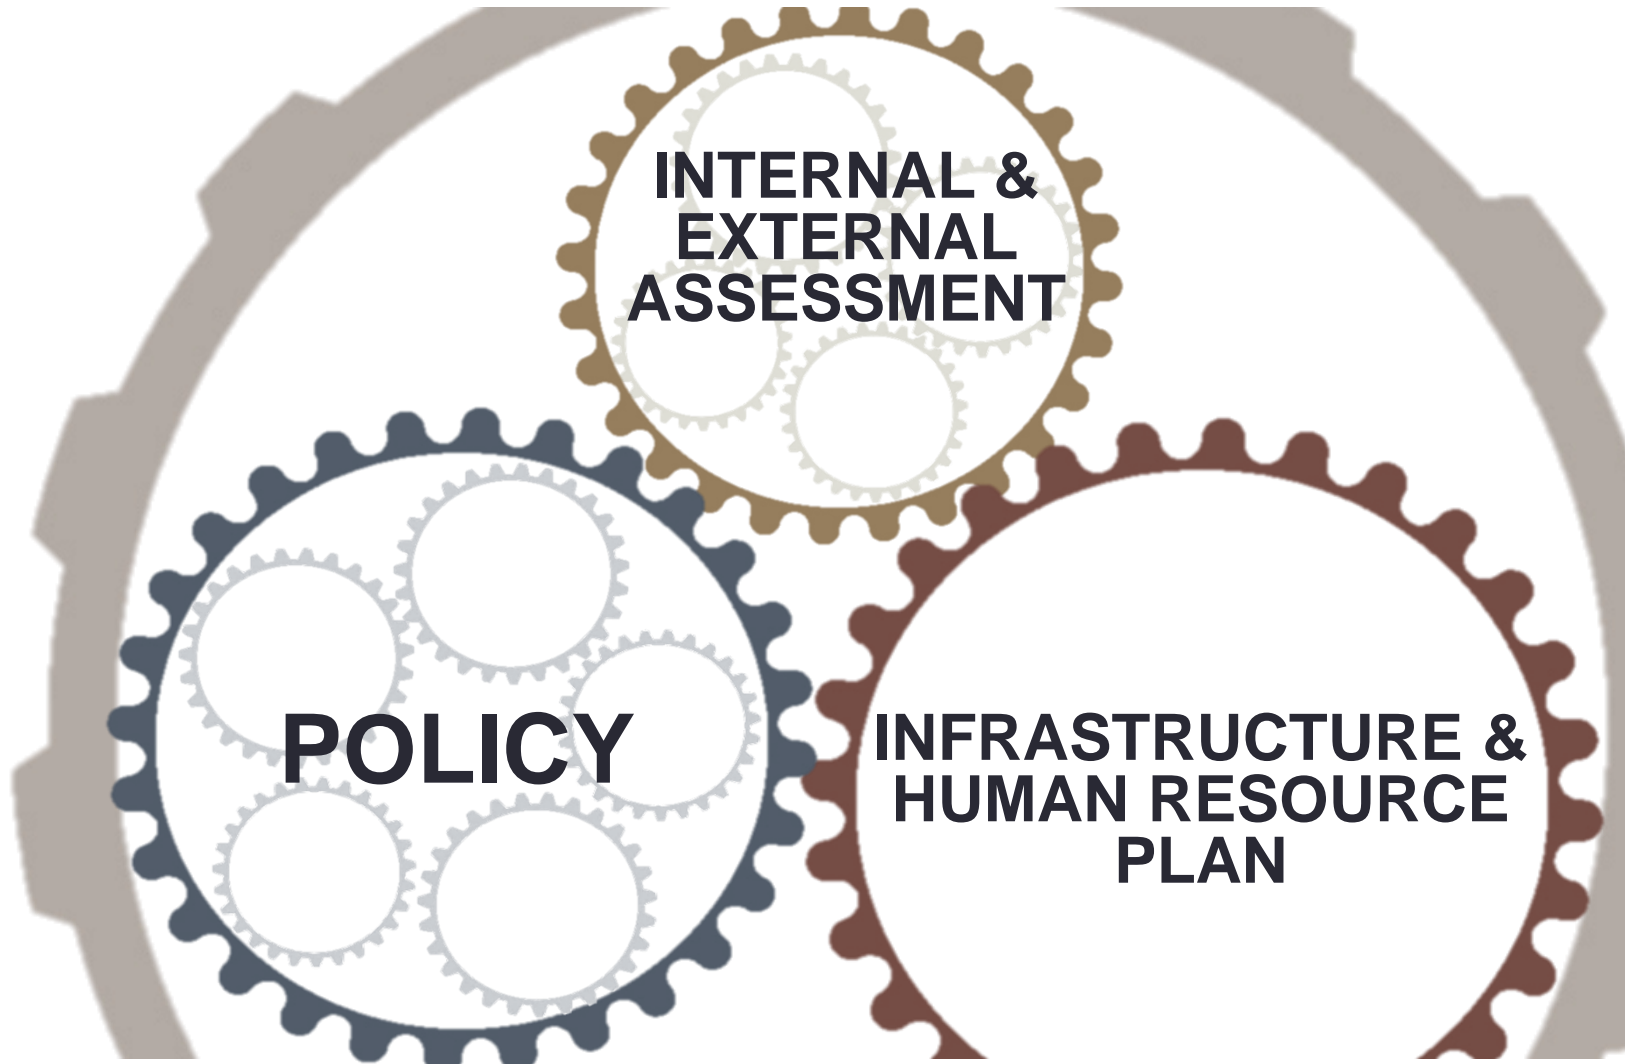 INTERNAL &
EXTERNAL
ASSESSMENT
POLICY
INFRASTRUCTURE &
HUMAN RESOURCE
PLAN